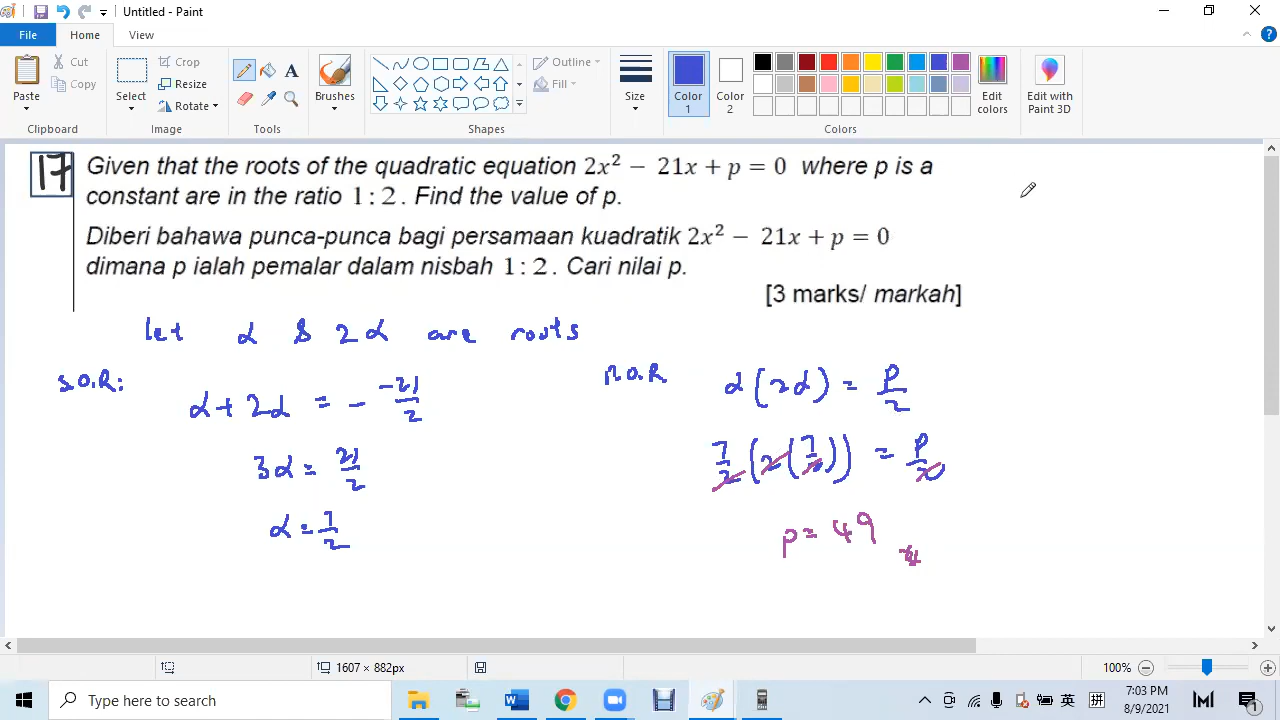 Untitled - Paint
File Home View
Paste Cut Copy Clipboard
Select Crop Resize Rotate Image
Tools
Brushes
Outline Fill Shapes
Size
Color 1 Color 2 Edit colors Colors
Edit with Paint 3D
17 Given that the roots of the quadratic equation 2x² − 21x + p = 0 where p is a
constant are in the ratio 1 : 2 . Find the value of p.
Diberi bahawa punca-punca bagi persamaan kuadratik 2x² − 21x + p = 0
dimana p ialah pemalar dalam nisbah 1 : 2 . Cari nilai p.
[3 marks/ markah]
let α & 2α are roots
S.O.R:
α + 2α = - -21/2
3α = 21/2
α = 7/2
P.O.R
α(2α) = p/2
7/2(2(7/2)) = p/2
p = 49
1607 × 882px
100%
Type here to search
英 拼
7:03 PM
8/9/2021
1